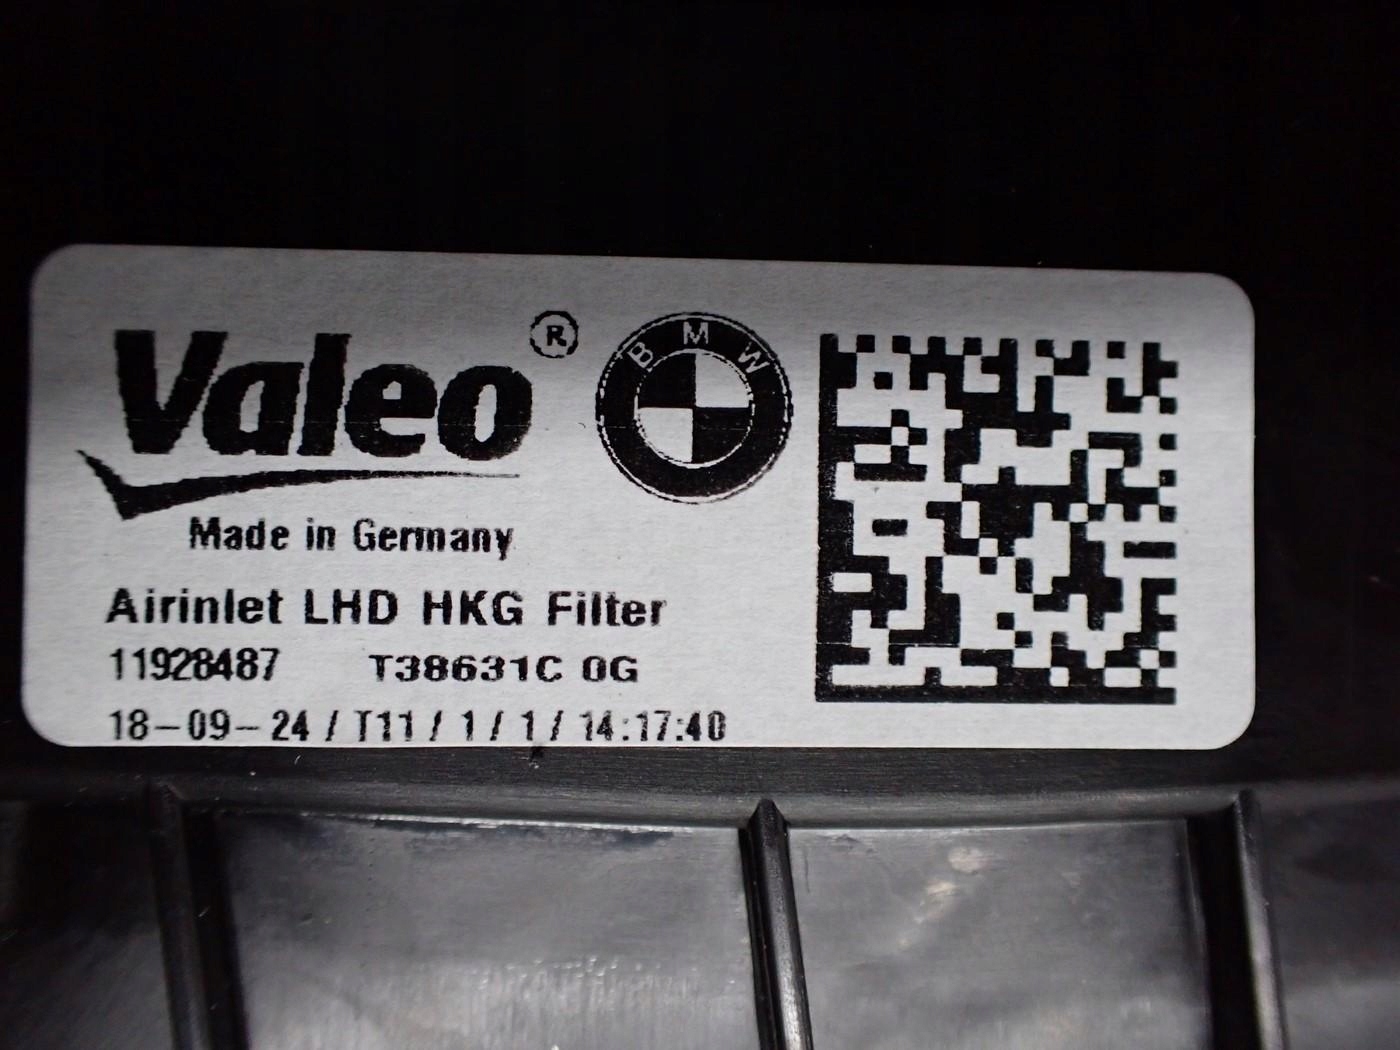 Valeo®
B M W
Made in Germany
Airinlet LHD HKG Filter
11928487 T38631C 0G
18-09-24 / T11 / 1 / 1 / 14:17:40